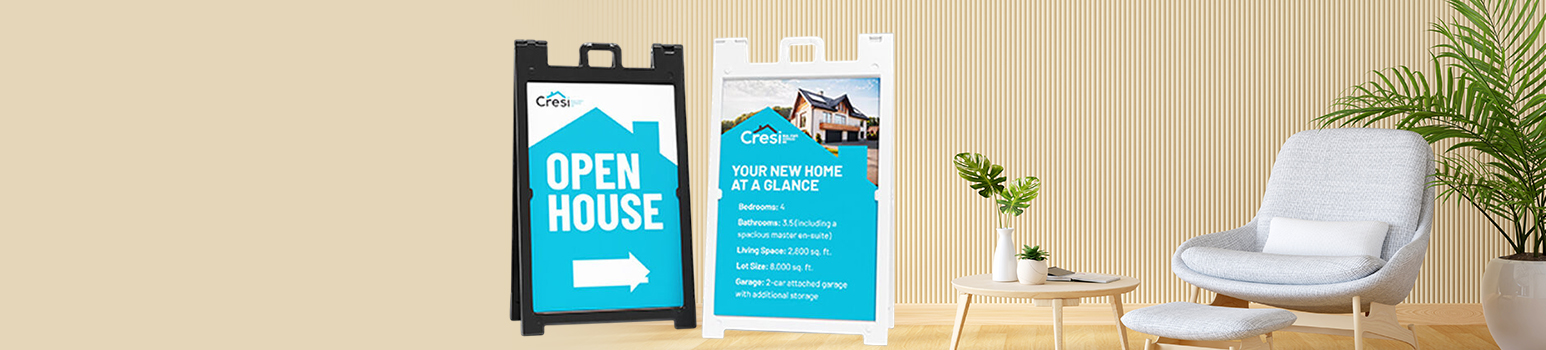 Cresi
OPEN
HOUSE
Cresi
YOUR NEW HOME
AT A GLANCE
Bedrooms: 4
Bathrooms: 3.5 (including a
spacious master en-suite)
Living Space: 2,800 sq. ft.
Lot Size: 8,000 sq. ft.
Garage: 2-car attached garage
with additional storage